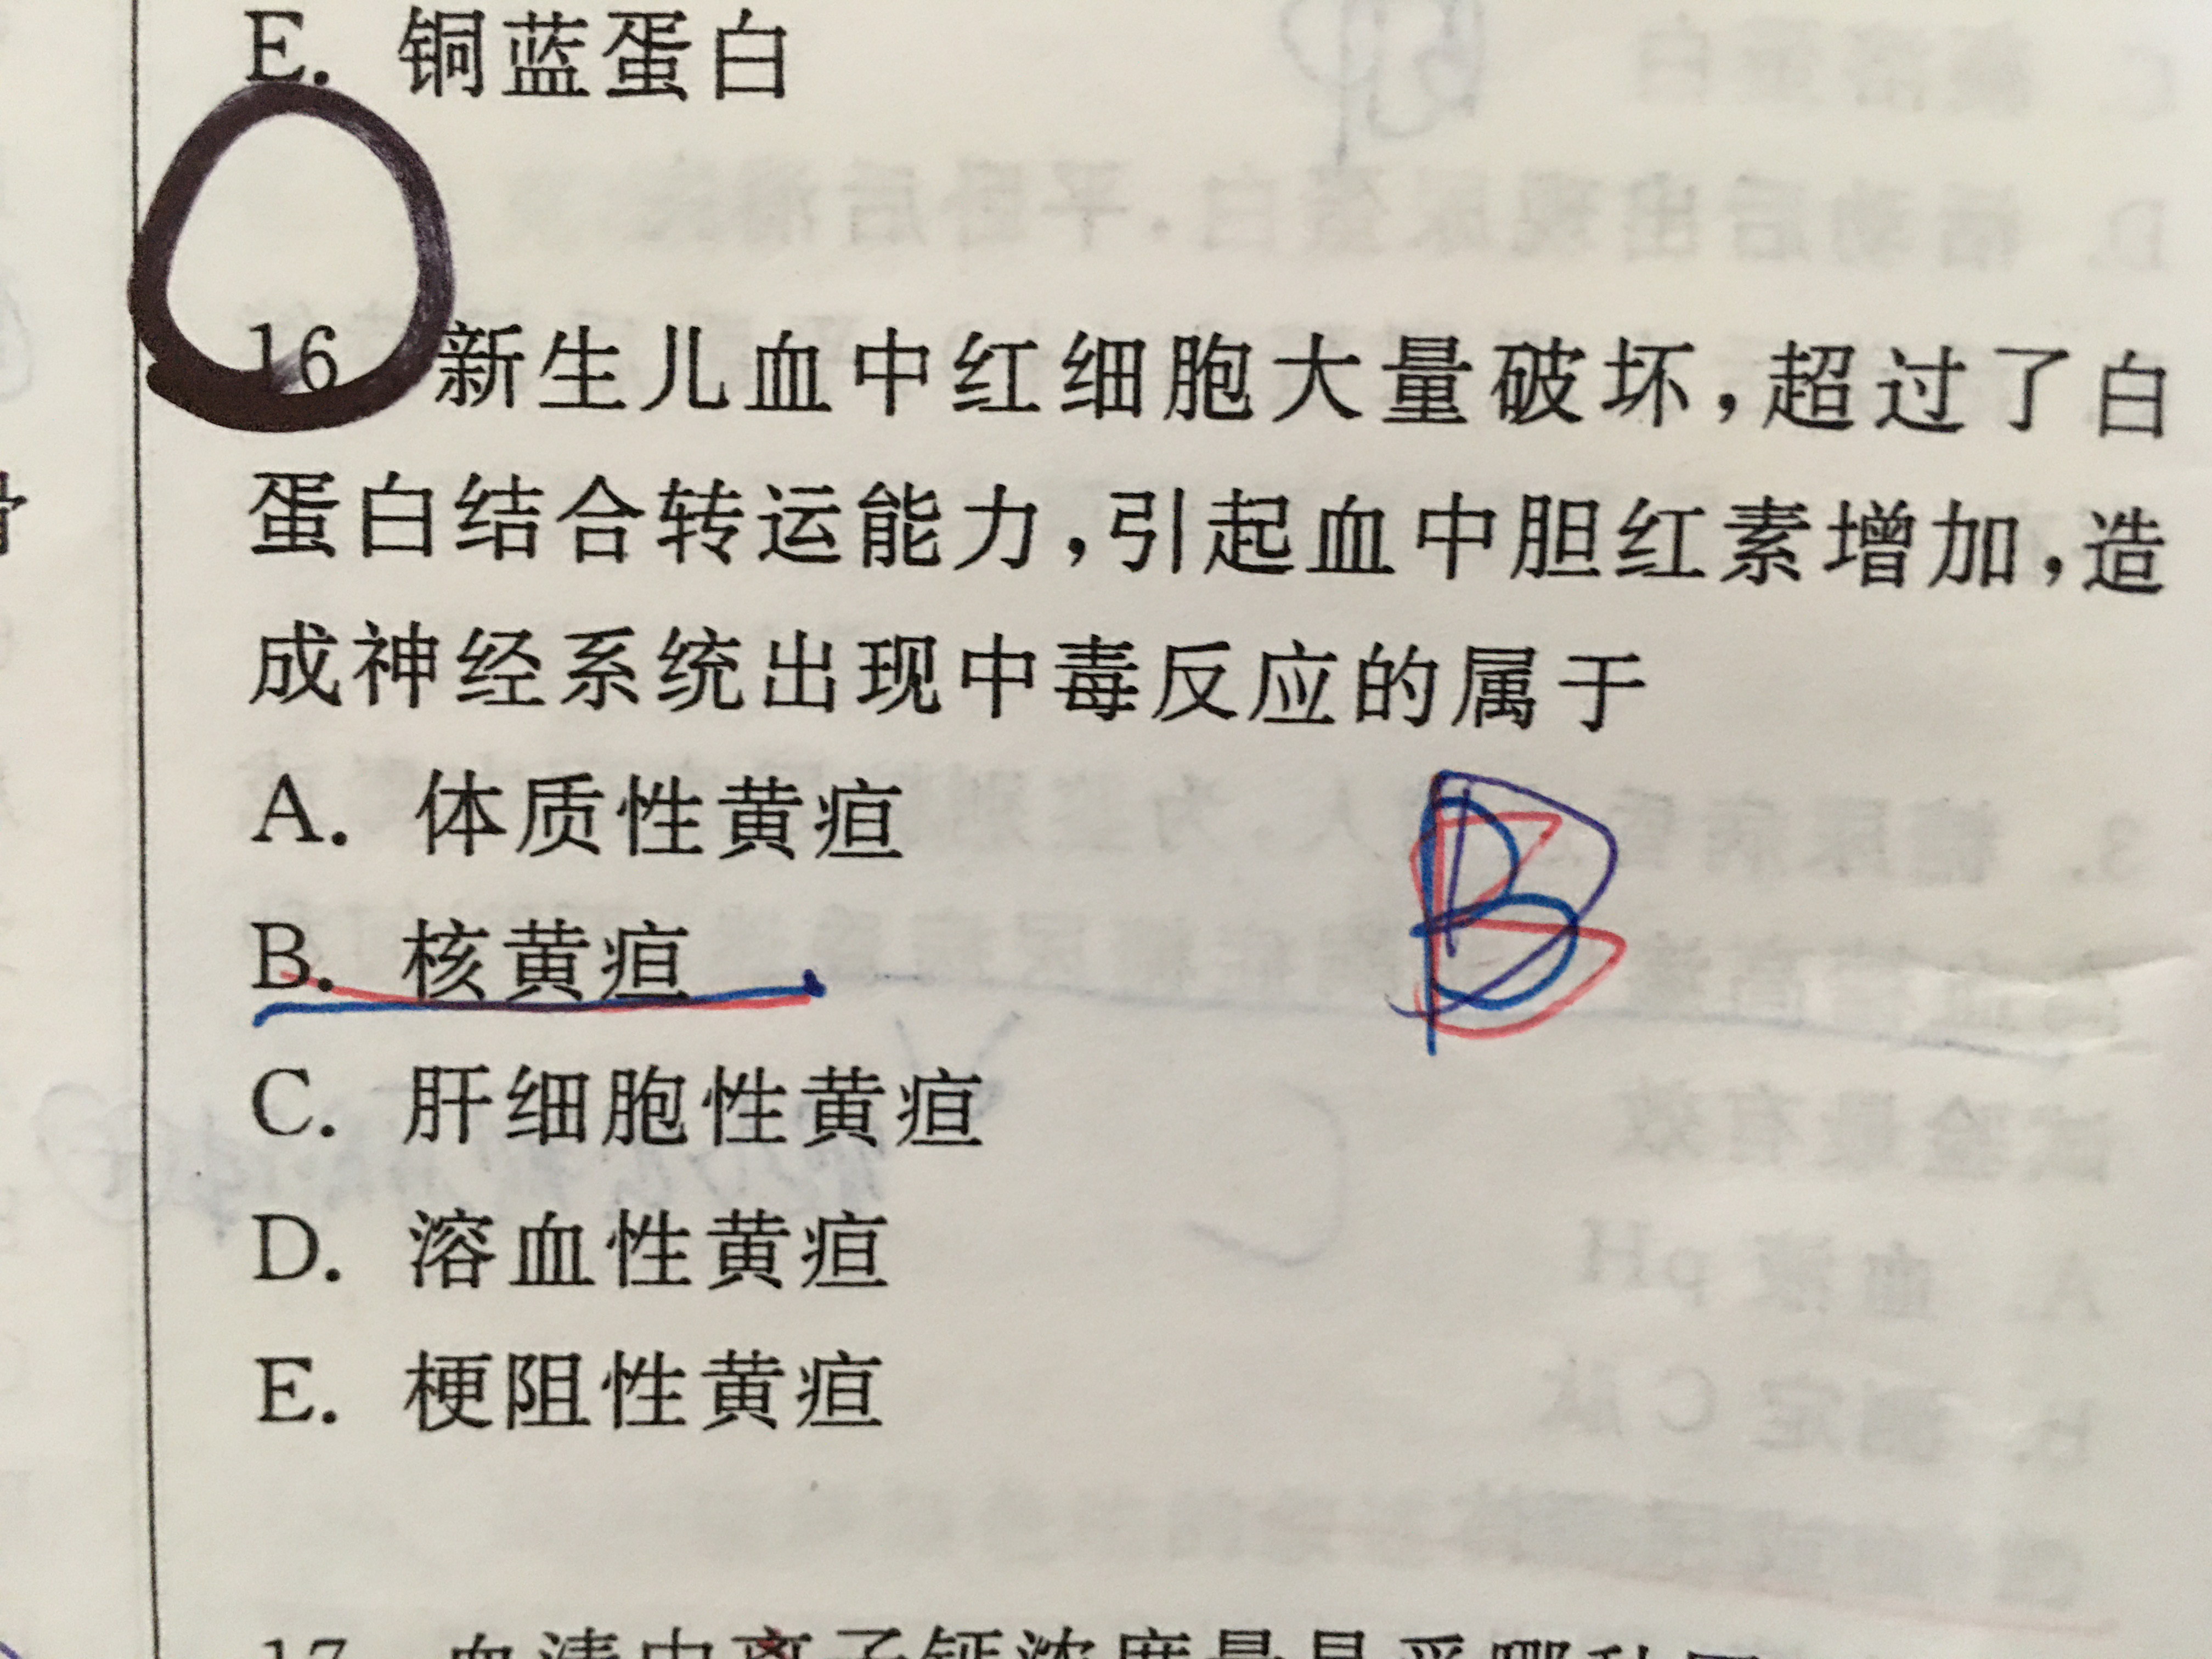 E. 铜蓝蛋白
16 新生儿血中红细胞大量破坏,超过了白
蛋白结合转运能力,引起血中胆红素增加,造
成神经系统出现中毒反应的属于
A. 体质性黄疸
B. 核黄疸
C. 肝细胞性黄疸
D. 溶血性黄疸
E. 梗阻性黄疸
B